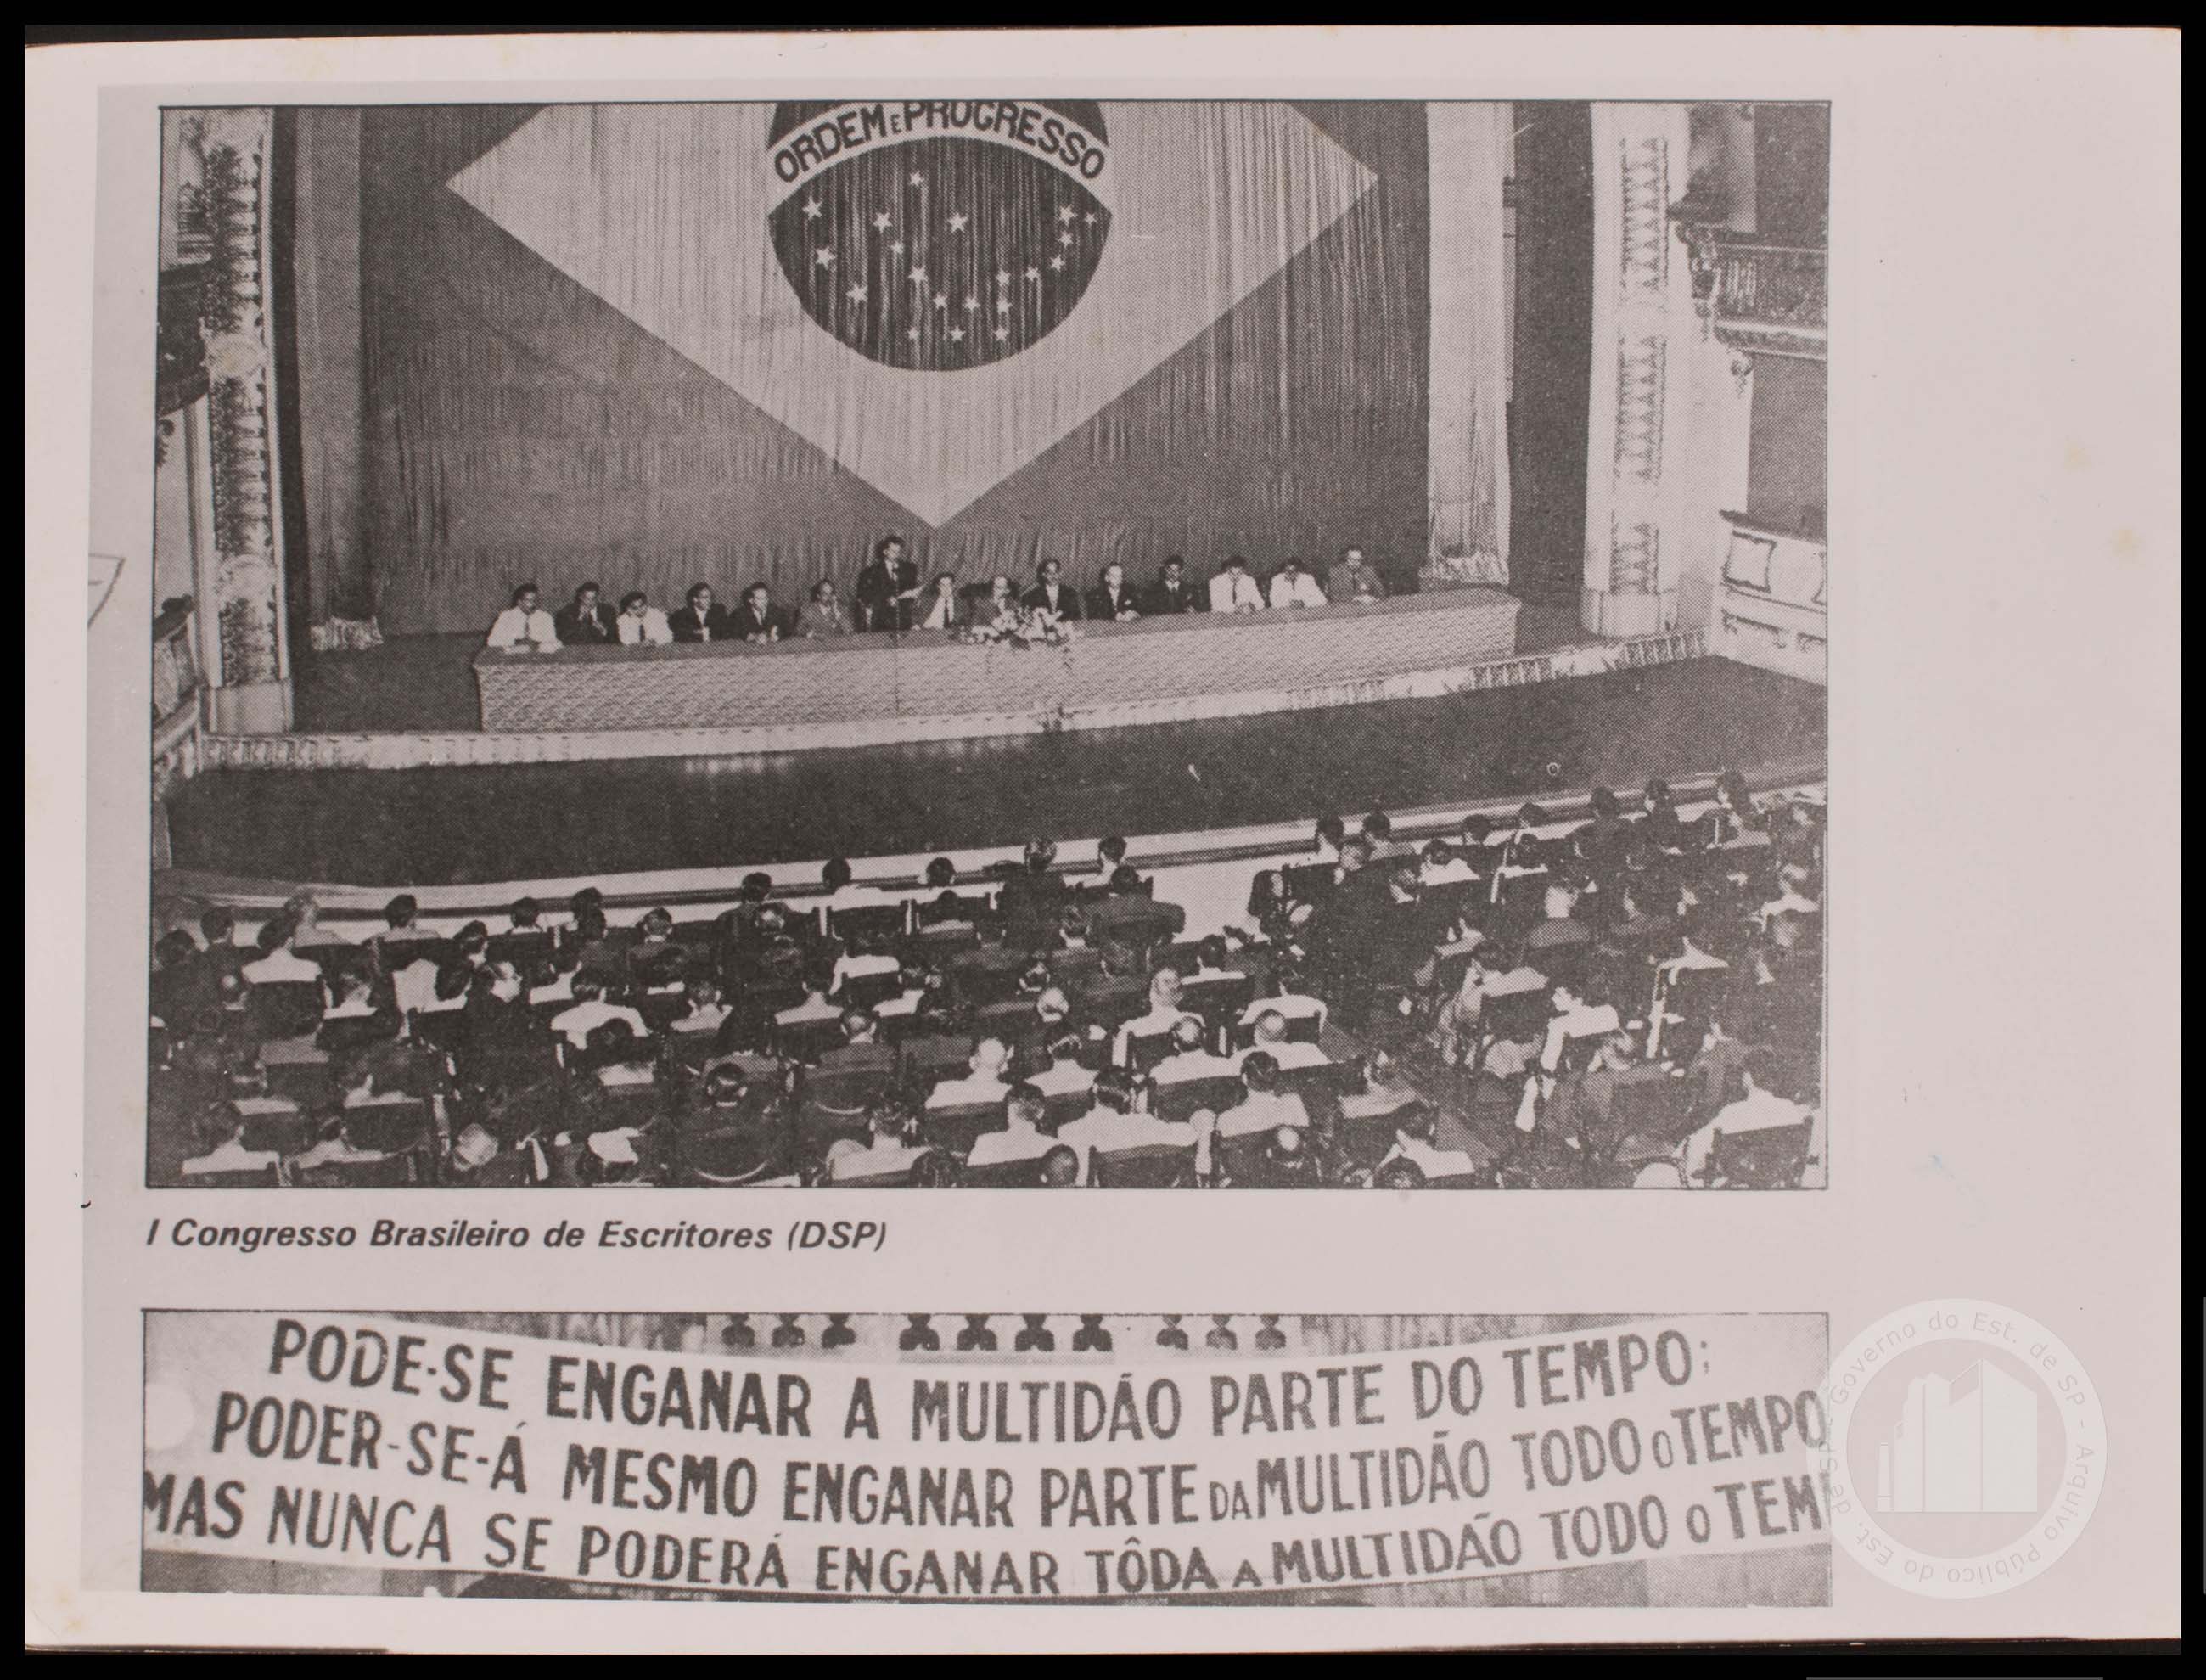 ORDEM E PROGRESSO
I Congresso Brasileiro de Escritores (DSP)
PODE-SE ENGANAR A MULTIDÃO PARTE DO TEMPO;
PODER-SE-Á MESMO ENGANAR PARTE DA MULTIDÃO TODO O TEMPO
MAS NUNCA SE PODERÁ ENGANAR TÔDA A MULTIDÃO TODO O TEM
Governo do Est. de SP - Arquivo Público do Est. de SP -